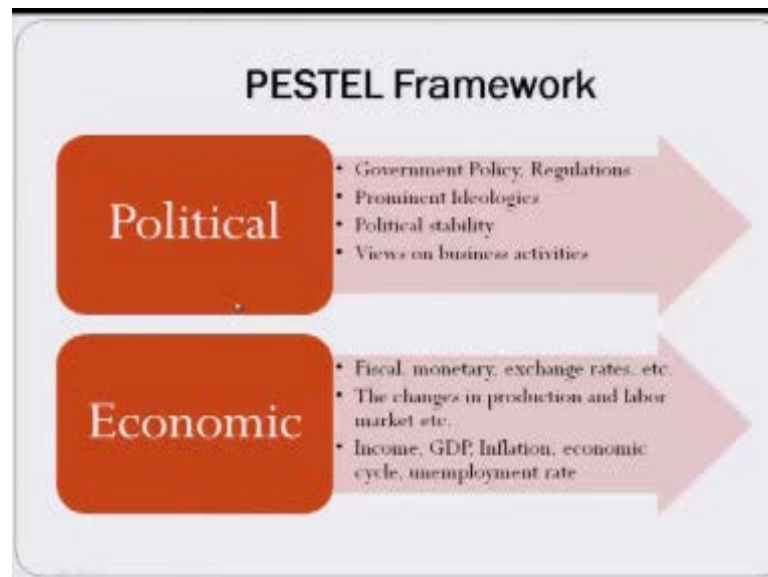 PESTEL Framework
Political
• Government Policy, Regulations
• Prominent Ideologies
• Political stability
• Views on business activities
Economic
• Fiscal, monetary, exchange rates, etc.
• The changes in production and labor
market etc.
• Income, GDP, Inflation, economic
cycle, unemployment rate